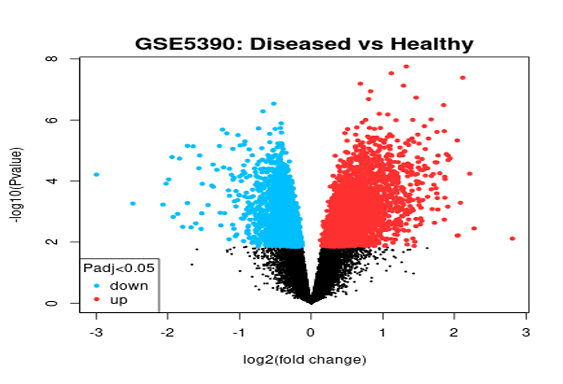 GSE5390: Diseased vs Healthy
-log10(Pvalue)
8
6
4
2
0
Padj<0.05
down
up
-3 -2 -1 0 1 2 3
log2(fold change)